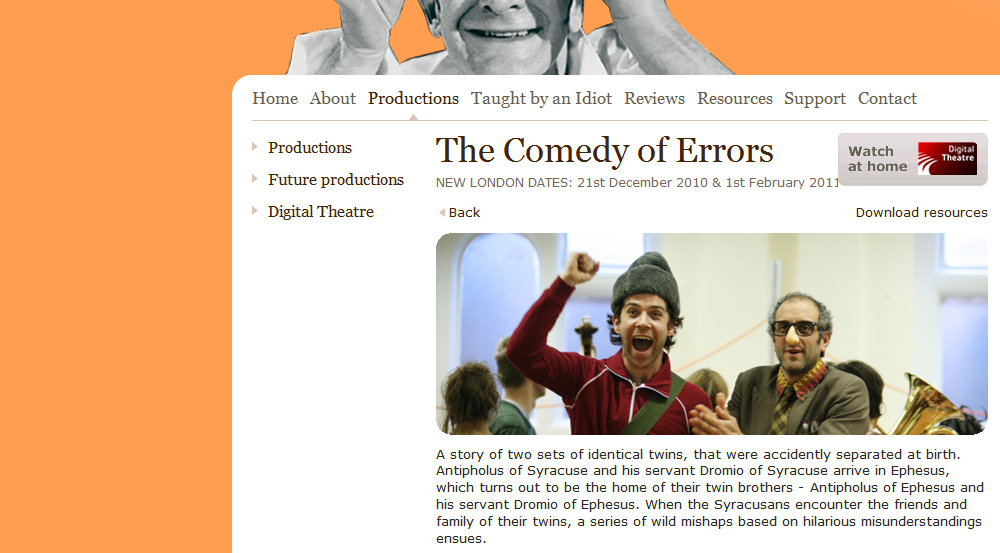 Home About Productions Taught by an Idiot Reviews Resources Support Contact
Productions
Future productions
Digital Theatre
The Comedy of Errors
NEW LONDON DATES: 21st December 2010 & 1st February 2011
Watch
at home
Digital
Theatre
Back
Download resources
A story of two sets of identical twins, that were accidently separated at birth.
Antipholus of Syracuse and his servant Dromio of Syracuse arrive in Ephesus,
which turns out to be the home of their twin brothers - Antipholus of Ephesus and
his servant Dromio of Ephesus. When the Syracusans encounter the friends and
family of their twins, a series of wild mishaps based on hilarious misunderstandings
ensues.